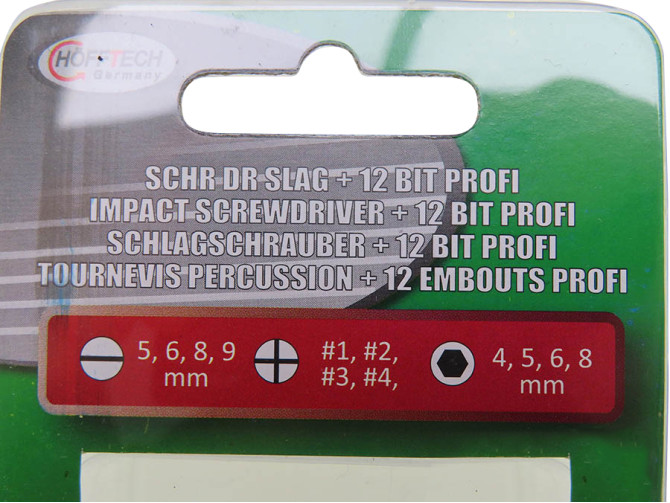 HÖFFTECH
Germany
SCHR DR SLAG + 12 BIT PROFI
IMPACT SCREWDRIVER + 12 BIT PROFI
SCHLAGSCHRAUBER + 12 BIT PROFI
TOURNEVIS PERCUSSION + 12 EMBOUTS PROFI
5, 6, 8, 9
mm
#1, #2,
#3, #4,
4, 5, 6, 8
mm